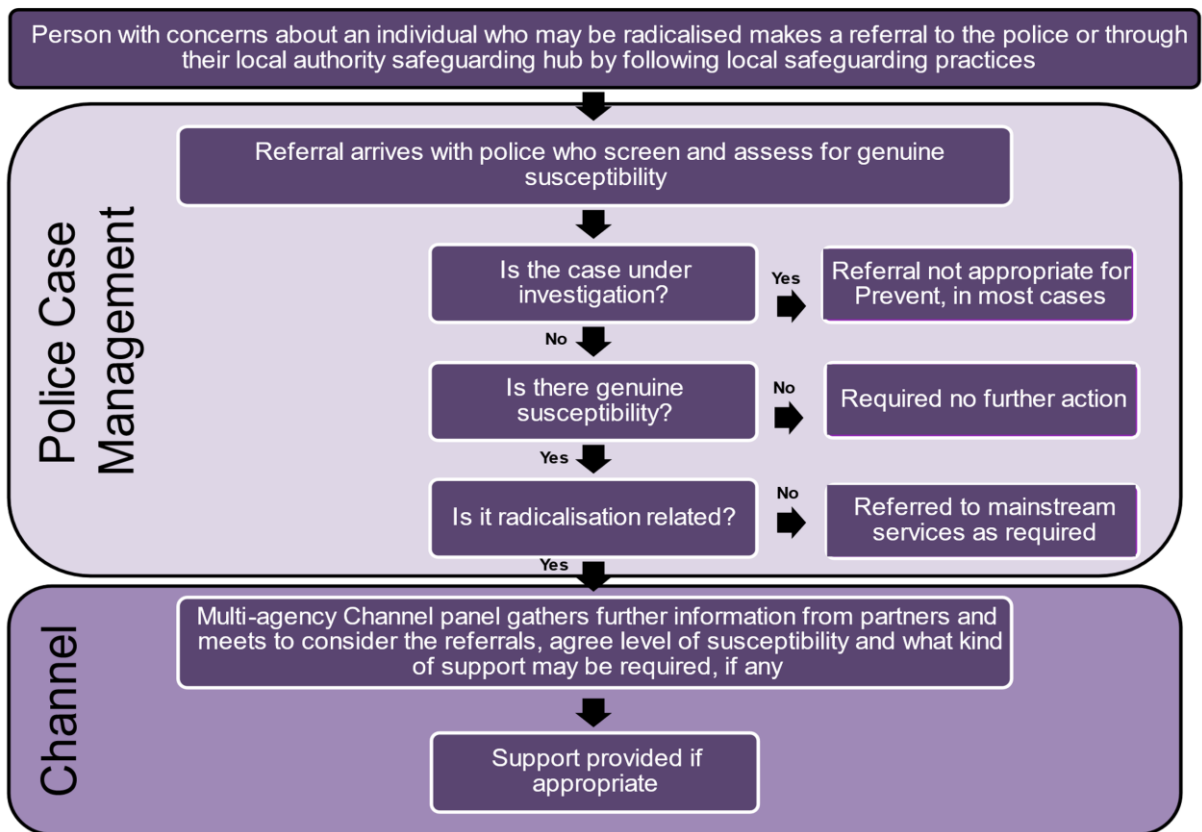 Person with concerns about an individual who may be radicalised makes a referral to the police or through
their local authority safeguarding hub by following local safeguarding practices
Police Case
Management
Referral arrives with police who screen and assess for genuine
susceptibility
Is the case under
investigation?
Yes
Referral not appropriate for
Prevent, in most cases
No
Is there genuine
susceptibility?
No
Required no further action
Yes
Is it radicalisation related?
No
Referred to mainstream
services as required
Yes
Channel
Multi-agency Channel panel gathers further information from partners and
meets to consider the referrals, agree level of susceptibility and what kind
of support may be required, if any
Support provided if
appropriate